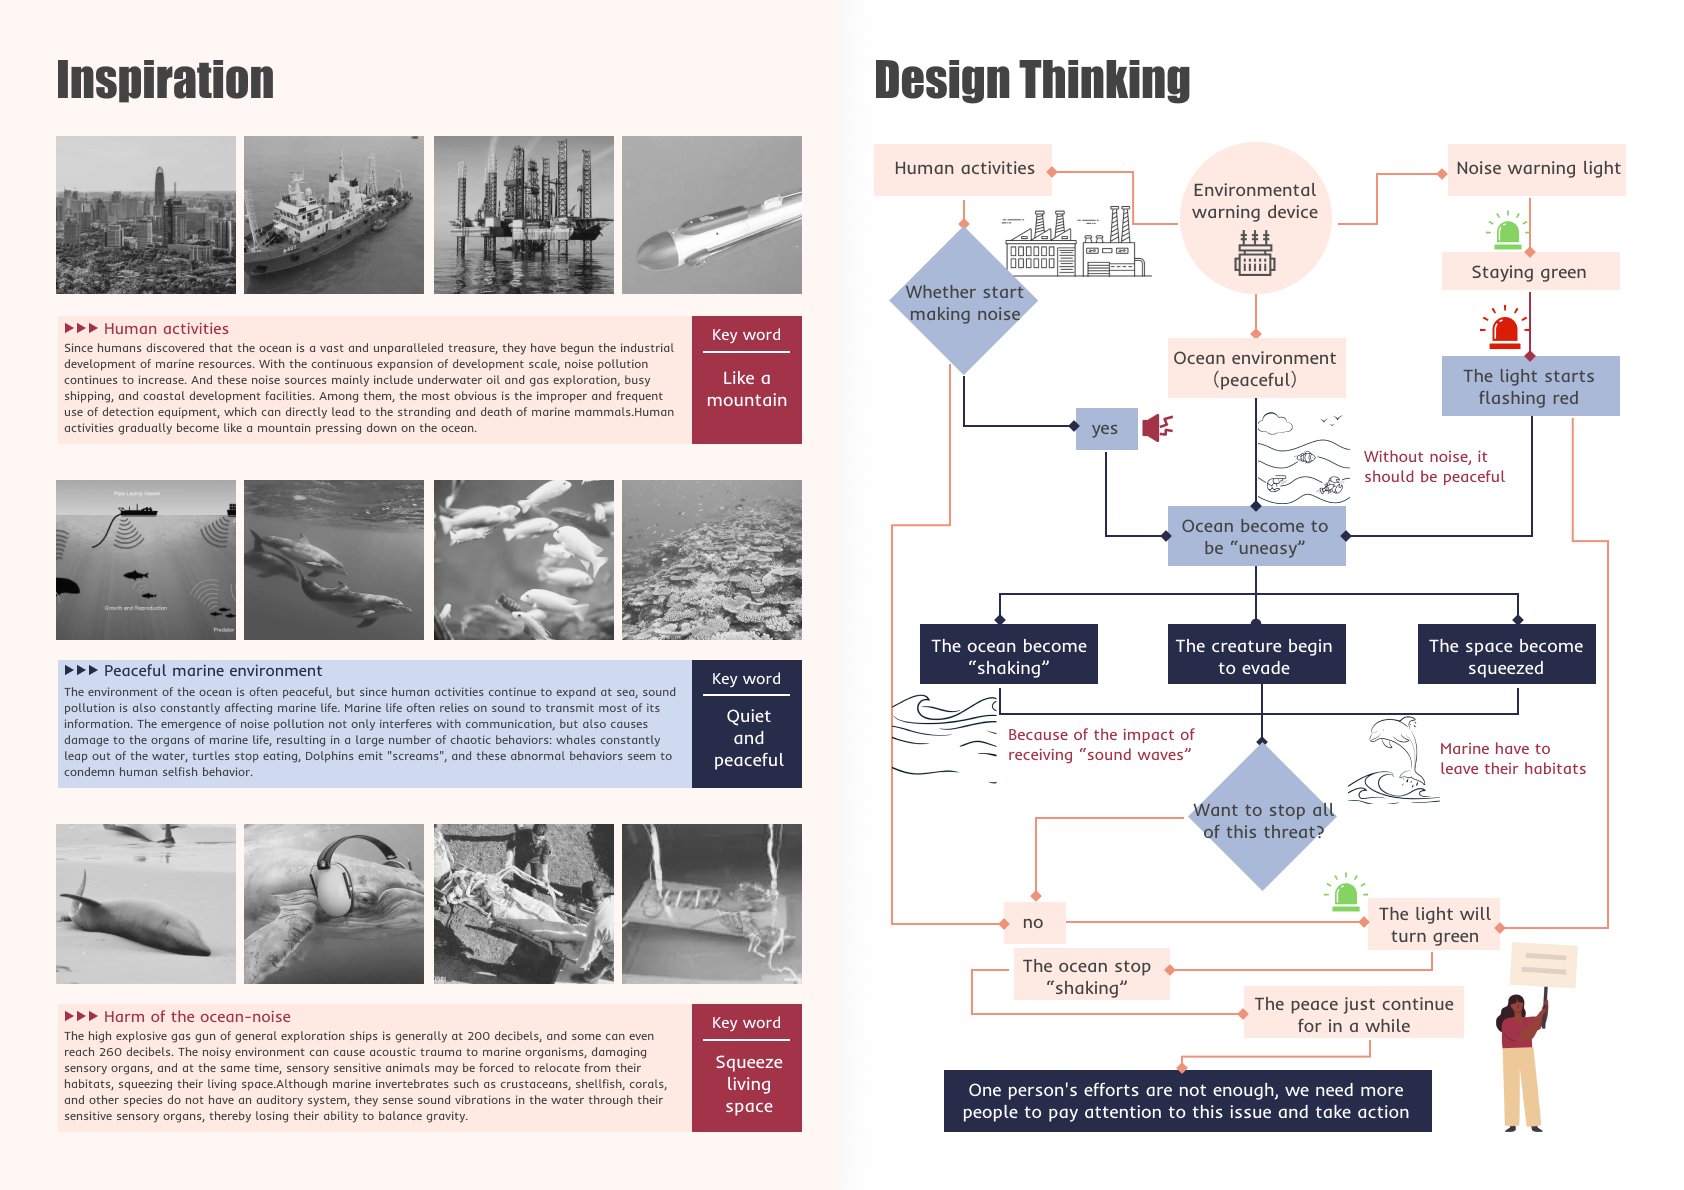 Inspiration
Human activities
Since humans discovered that the ocean is a vast and unparalleled treasure, they have begun the industrial
development of marine resources. With the continuous expansion of development scale, noise pollution
continues to increase. And these noise sources mainly include underwater oil and gas exploration, busy
shipping, and coastal development facilities. Among them, the most obvious is the improper and frequent
use of detection equipment, which can directly lead to the stranding and death of marine mammals.Human
activities gradually become like a mountain pressing down on the ocean.
Key word
Like a
mountain
Pipe Laying Vessel
Growth and Reproduction
Predator
Peaceful marine environment
The environment of the ocean is often peaceful, but since human activities continue to expand at sea, sound
pollution is also constantly affecting marine life. Marine life often relies on sound to transmit most of its
information. The emergence of noise pollution not only interferes with communication, but also causes
damage to the organs of marine life, resulting in a large number of chaotic behaviors: whales constantly
leap out of the water, turtles stop eating, Dolphins emit "screams", and these abnormal behaviors seem to
condemn human selfish behavior.
Key word
Quiet
and
peaceful
Harm of the ocean-noise
The high explosive gas gun of general exploration ships is generally at 200 decibels, and some can even
reach 260 decibels. The noisy environment can cause acoustic trauma to marine organisms, damaging
sensory organs, and at the same time, sensory sensitive animals may be forced to relocate from their
habitats, squeezing their living space.Although marine invertebrates such as crustaceans, shellfish, corals,
and other species do not have an auditory system, they sense sound vibrations in the water through their
sensitive sensory organs, thereby losing their ability to balance gravity.
Key word
Squeeze
living
space
Design Thinking
Human activities
Environmental
warning device
Noise warning light
Staying green
Whether start
making noise
Ocean environment
(peaceful)
The light starts
flashing red
yes
Without noise, it
should be peaceful
Ocean become to
be “uneasy”
The ocean become
“shaking”
The creature begin
to evade
The space become
squeezed
Because of the impact of
receiving “sound waves”
Marine have to
leave their habitats
Want to stop all
of this threat?
no
The light will
turn green
The ocean stop
“shaking”
The peace just continue
for in a while
One person's efforts are not enough, we need more
people to pay attention to this issue and take action